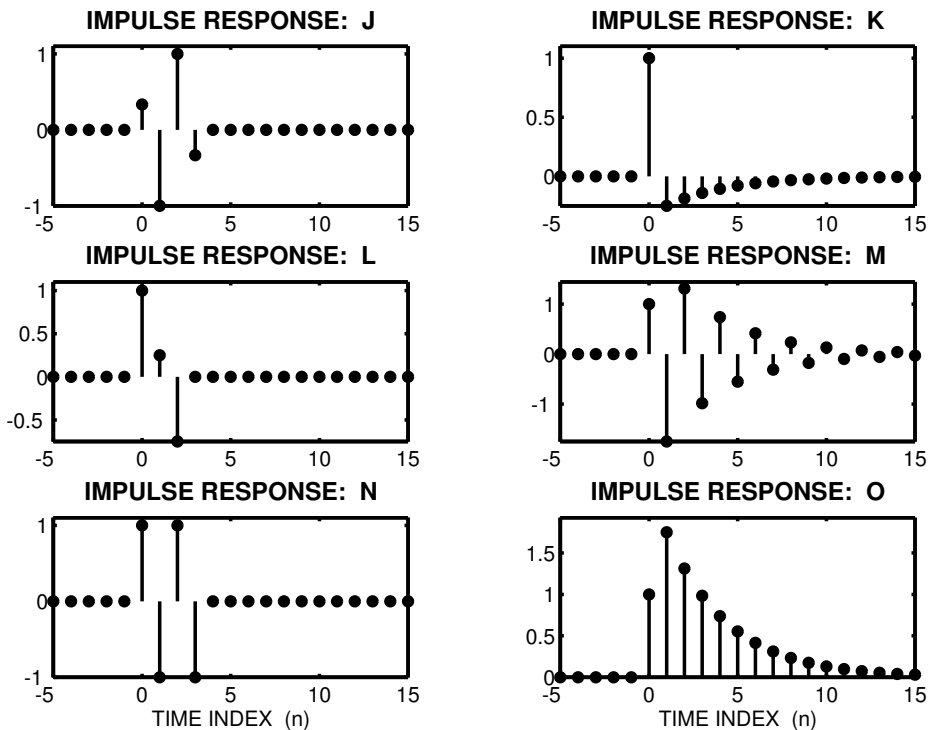 IMPULSE RESPONSE: J
1
0
-1
-5 0 5 10 15
IMPULSE RESPONSE: K
1
0.5
0
-5 0 5 10 15
IMPULSE RESPONSE: L
1
0.5
0
-0.5
-5 0 5 10 15
IMPULSE RESPONSE: M
1
0
-1
-5 0 5 10 15
IMPULSE RESPONSE: N
1
0
-1
-5 0 5 10 15
TIME INDEX (n)
IMPULSE RESPONSE: O
1.5
1
0.5
0
-5 0 5 10 15
TIME INDEX (n)